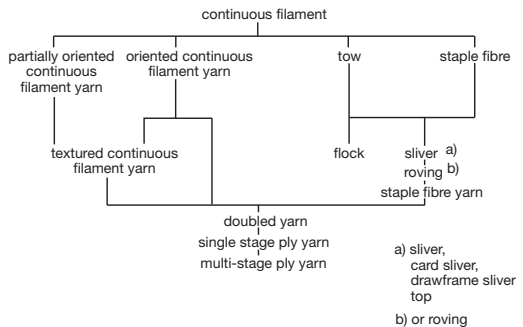 continuous filament
partially oriented
continuous
filament yarn
oriented continuous
filament yarn
tow
staple fibre
textured continuous
filament yarn
flock
sliver a)
roving b)
staple fibre yarn
doubled yarn
single stage ply yarn
multi-stage ply yarn
a) sliver,
card sliver,
drawframe sliver
top
b) or roving